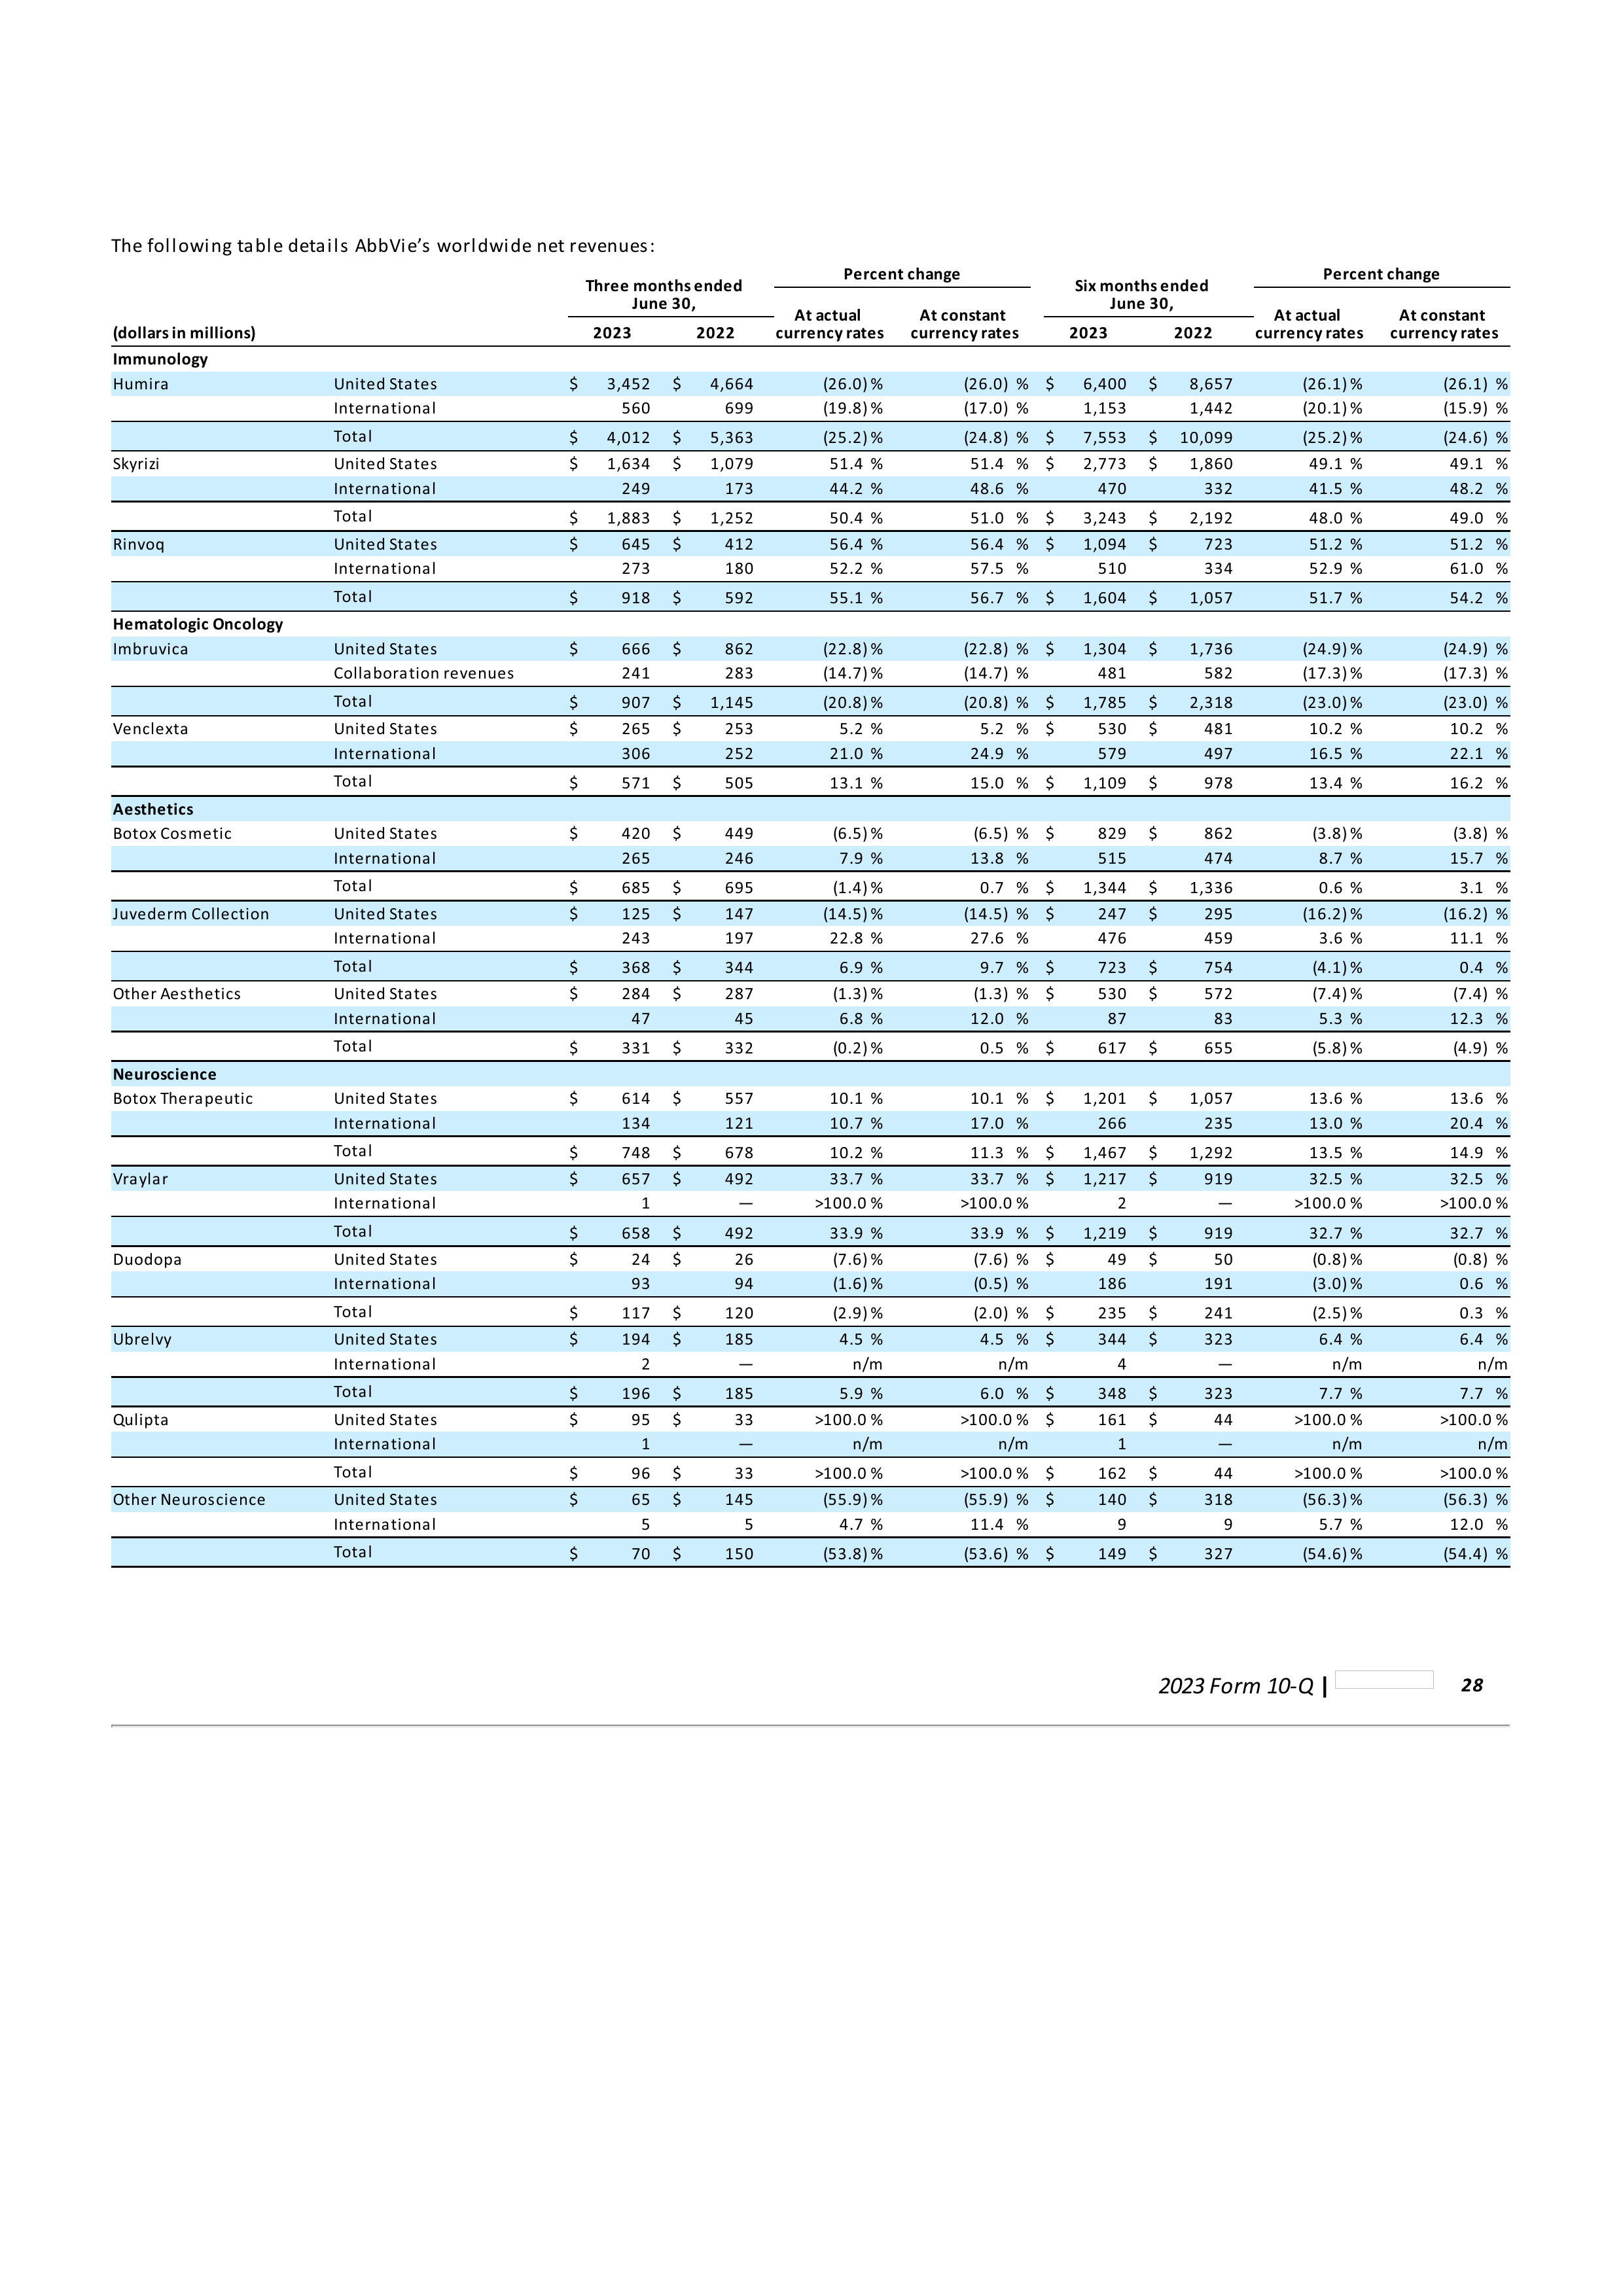 The following table details AbbVie's worldwide net revenues:
Three months ended June 30, Percent change Six months ended June 30, Percent change
(dollars in millions) 2023 2022 At actual currency rates At constant currency rates 2023 2022 At actual currency rates At constant currency rates
Immunology
Humira United States $ 3,452 $ 4,664 (26.0)% (26.0) % $ 6,400 $ 8,657 (26.1)% (26.1) %
International 560 699 (19.8)% (17.0) % 1,153 1,442 (20.1)% (15.9) %
Total $ 4,012 $ 5,363 (25.2)% (24.8) % $ 7,553 $ 10,099 (25.2)% (24.6) %
Skyrizi United States $ 1,634 $ 1,079 51.4 % 51.4 % $ 2,773 $ 1,860 49.1 % 49.1 %
International 249 173 44.2 % 48.6 % 470 332 41.5 % 48.2 %
Total $ 1,883 $ 1,252 50.4 % 51.0 % $ 3,243 $ 2,192 48.0 % 49.0 %
Rinvoq United States $ 645 $ 412 56.4 % 56.4 % $ 1,094 $ 723 51.2 % 51.2 %
International 273 180 52.2 % 57.5 % 510 334 52.9 % 61.0 %
Total $ 918 $ 592 55.1 % 56.7 % $ 1,604 $ 1,057 51.7 % 54.2 %
Hematologic Oncology
Imbruvica United States $ 666 $ 862 (22.8)% (22.8) % $ 1,304 $ 1,736 (24.9)% (24.9) %
Collaboration revenues 241 283 (14.7)% (14.7) % 481 582 (17.3)% (17.3) %
Total $ 907 $ 1,145 (20.8)% (20.8) % $ 1,785 $ 2,318 (23.0)% (23.0) %
Venclexta United States $ 265 $ 253 5.2 % 5.2 % $ 530 $ 481 10.2 % 10.2 %
International 306 252 21.0 % 24.9 % 579 497 16.5 % 22.1 %
Total $ 571 $ 505 13.1 % 15.0 % $ 1,109 $ 978 13.4 % 16.2 %
Aesthetics
Botox Cosmetic United States $ 420 $ 449 (6.5)% (6.5) % $ 829 $ 862 (3.8)% (3.8) %
International 265 246 7.9 % 13.8 % 515 474 8.7 % 15.7 %
Total $ 685 $ 695 (1.4)% 0.7 % $ 1,344 $ 1,336 0.6 % 3.1 %
Juvederm Collection United States $ 125 $ 147 (14.5)% (14.5) % $ 247 $ 295 (16.2)% (16.2) %
International 243 197 22.8 % 27.6 % 476 459 3.6 % 11.1 %
Total $ 368 $ 344 6.9 % 9.7 % $ 723 $ 754 (4.1)% 0.4 %
Other Aesthetics United States $ 284 $ 287 (1.3)% (1.3) % $ 530 $ 572 (7.4)% (7.4) %
International 47 45 6.8 % 12.0 % 87 83 5.3 % 12.3 %
Total $ 331 $ 332 (0.2)% 0.5 % $ 617 $ 655 (5.8)% (4.9) %
Neuroscience
Botox Therapeutic United States $ 614 $ 557 10.1 % 10.1 % $ 1,201 $ 1,057 13.6 % 13.6 %
International 134 121 10.7 % 17.0 % 266 235 13.0 % 20.4 %
Total $ 748 $ 678 10.2 % 11.3 % $ 1,467 $ 1,292 13.5 % 14.9 %
Vraylar United States $ 657 $ 492 33.7 % 33.7 % $ 1,217 $ 919 32.5 % 32.5 %
International 1 — >100.0 % >100.0 % 2 — >100.0 % >100.0 %
Total $ 658 $ 492 33.9 % 33.9 % $ 1,219 $ 919 32.7 % 32.7 %
Duodopa United States $ 24 $ 26 (7.6)% (7.6) % $ 49 $ 50 (0.8)% (0.8) %
International 93 94 (1.6)% (0.5) % 186 191 (3.0)% 0.6 %
Total $ 117 $ 120 (2.9)% (2.0) % $ 235 $ 241 (2.5)% 0.3 %
Ubrelvy United States $ 194 $ 185 4.5 % 4.5 % $ 344 $ 323 6.4 % 6.4 %
International 2 — n/m n/m 4 — n/m n/m
Total $ 196 $ 185 5.9 % 6.0 % $ 348 $ 323 7.7 % 7.7 %
Qulipta United States $ 95 $ 33 >100.0 % >100.0 % $ 161 $ 44 >100.0 % >100.0 %
International 1 — n/m n/m 1 — n/m n/m
Total $ 96 $ 33 >100.0 % >100.0 % $ 162 $ 44 >100.0 % >100.0 %
Other Neuroscience United States $ 65 $ 145 (55.9)% (55.9) % $ 140 $ 318 (56.3)% (56.3) %
International 5 5 4.7 % 11.4 % 9 9 5.7 % 12.0 %
Total $ 70 $ 150 (53.8)% (53.6) % $ 149 $ 327 (54.6)% (54.4) %
2023 Form 10-Q | 28